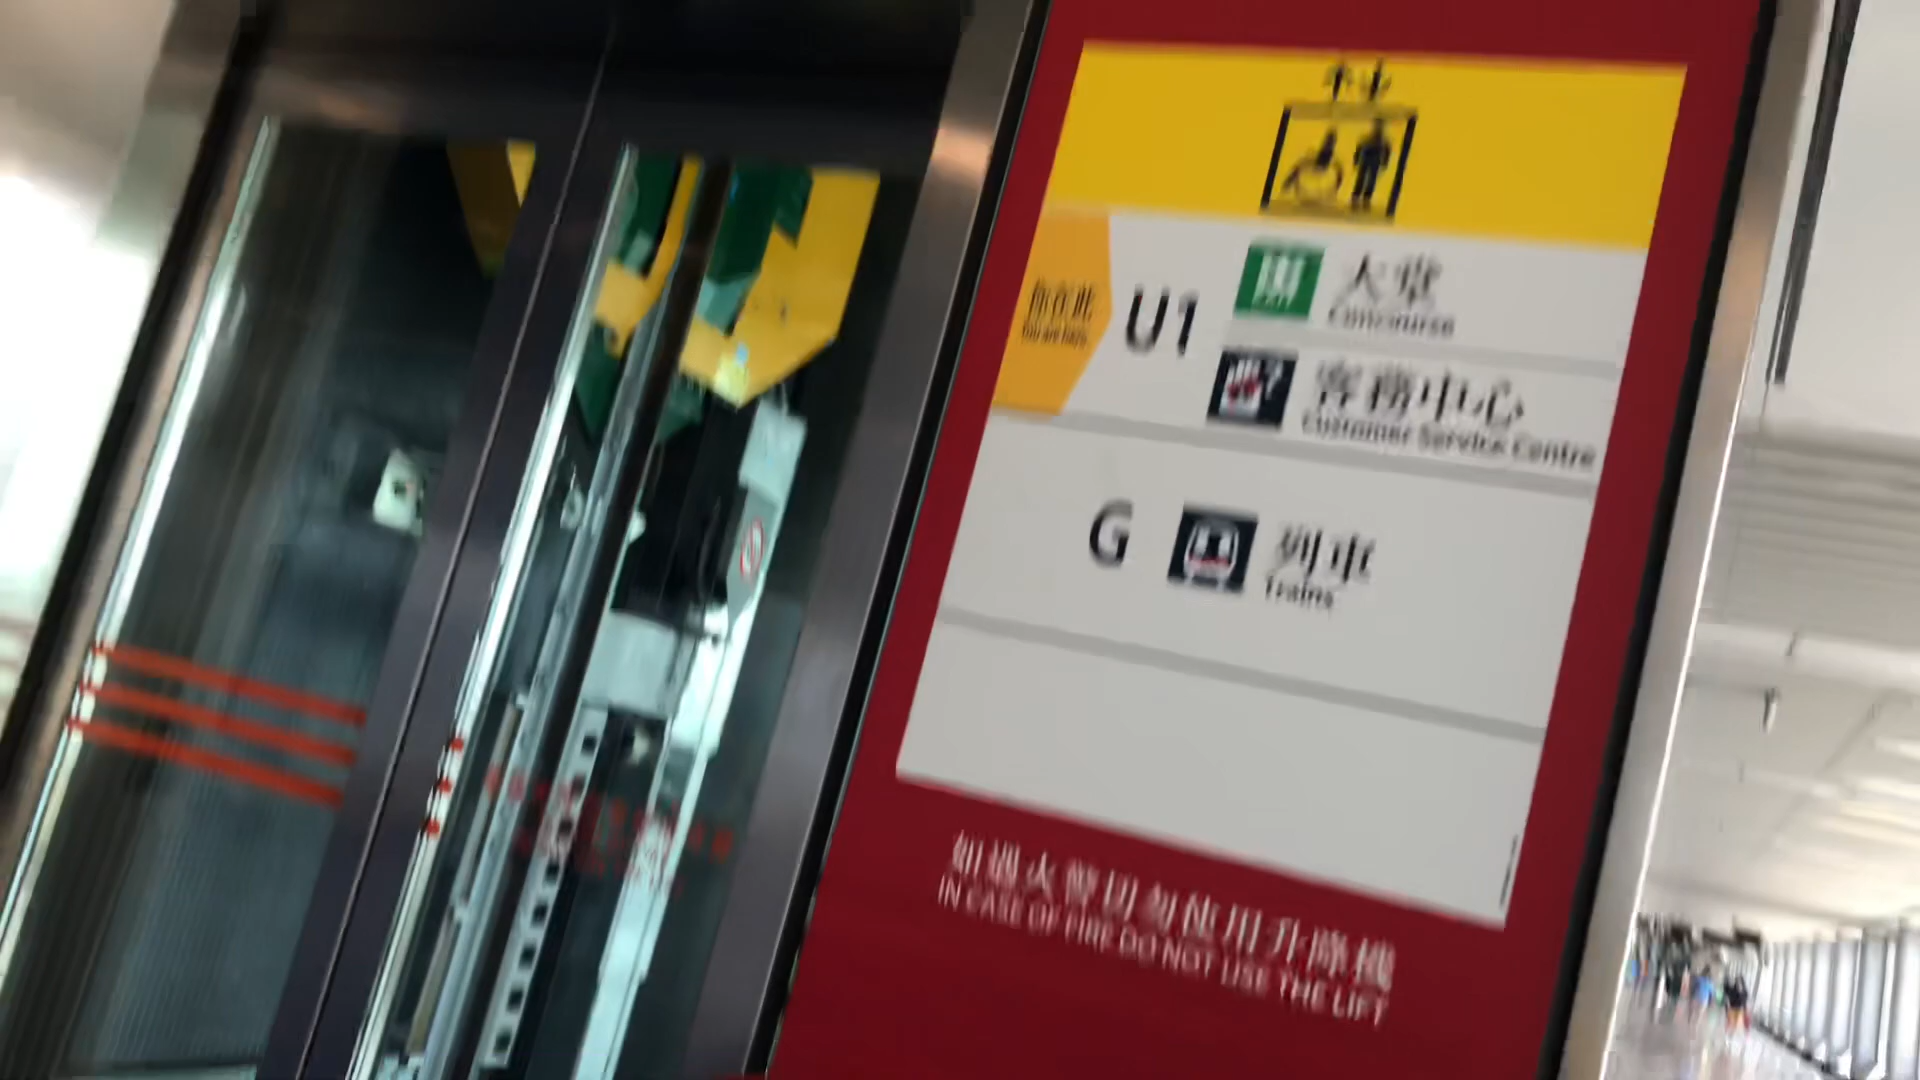 大堂
Concourse
你在此
You are here
U1
客務中心
Customer Service Centre
G
列車
Trains
如遇火警切勿使用升降機
IN CASE OF FIRE DO NOT USE THE LIFT